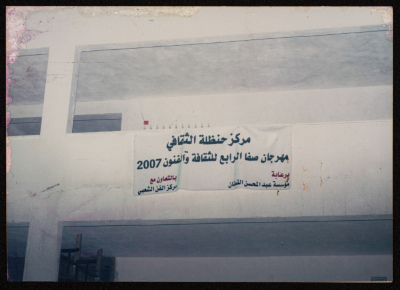 مركز حنظلة الثقافي
مهرجان صفا الرابع للثقافة والفنون 2007
برعاية
مؤسسة عبد المحسن القطان
بالتعاون مع
مركز الفن الشعبي